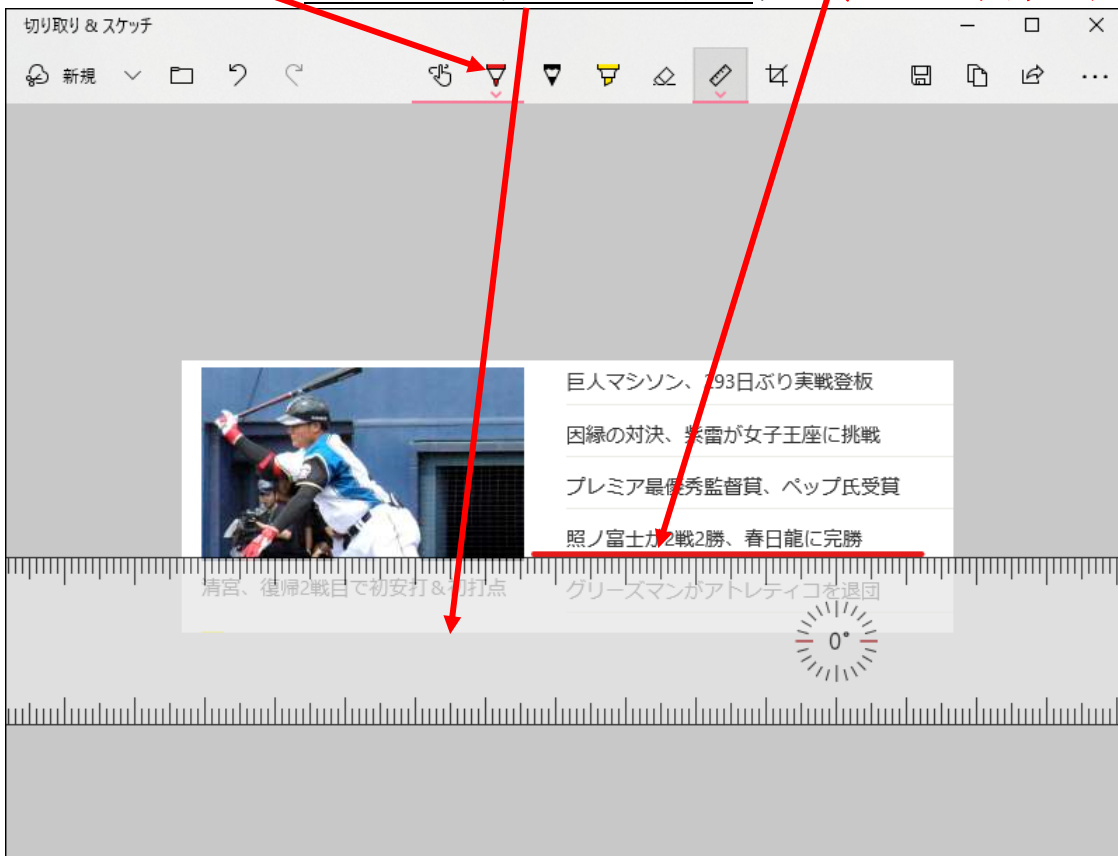 切り取り & スケッチ
新規
巨人マシソン、293日ぶり実戦登板
因縁の対決、紫雷が女子王座に挑戦
プレミア最優秀監督賞、ペップ氏受賞
照ノ富士が2戦2勝、春日龍に完勝
清宮、復帰2戦目で初安打&初打点
グリーズマンがアトレティコを退団
0°